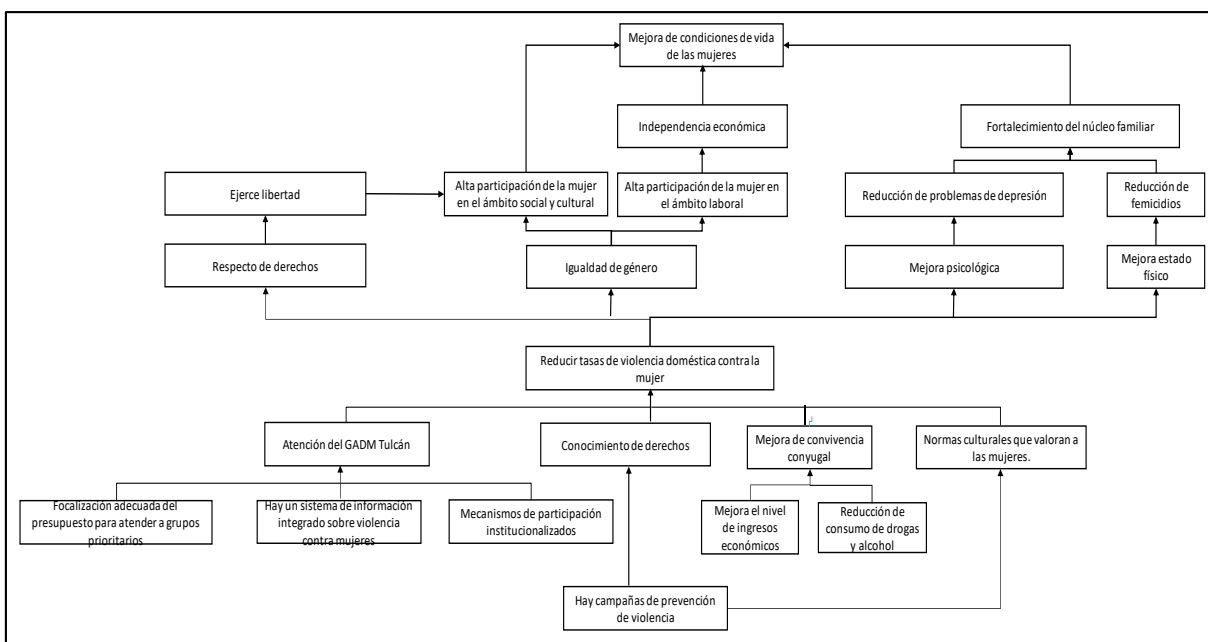 Mejora de condiciones de vida
de las mujeres
Independencia económica
Fortalecimiento del núcleo familiar
Ejerce libertad
Alta participación de la mujer
en el ámbito social y cultural
Alta participación de la mujer en
el ámbito laboral
Reducción de problemas de depresión
Reducción de
femicidios
Respecto de derechos
Igualdad de género
Mejora psicológica
Mejora estado
físico
Reducir tasas de violencia doméstica contra la
mujer
Atención del GADM Tulcán
Conocimiento de derechos
Mejora de convivencia
conyugal
Normas culturales que valoran a
las mujeres.
Focalización adecuada del
presupuesto para atender a grupos
prioritarios
Hay un sistema de información
integrado sobre violencia
contra mujeres
Mecanismos de participación
institucionalizados
Mejora el nivel
de ingresos
económicos
Reducción de
consumo de drogas
y alcohol
Hay campañas de prevención de
violencia